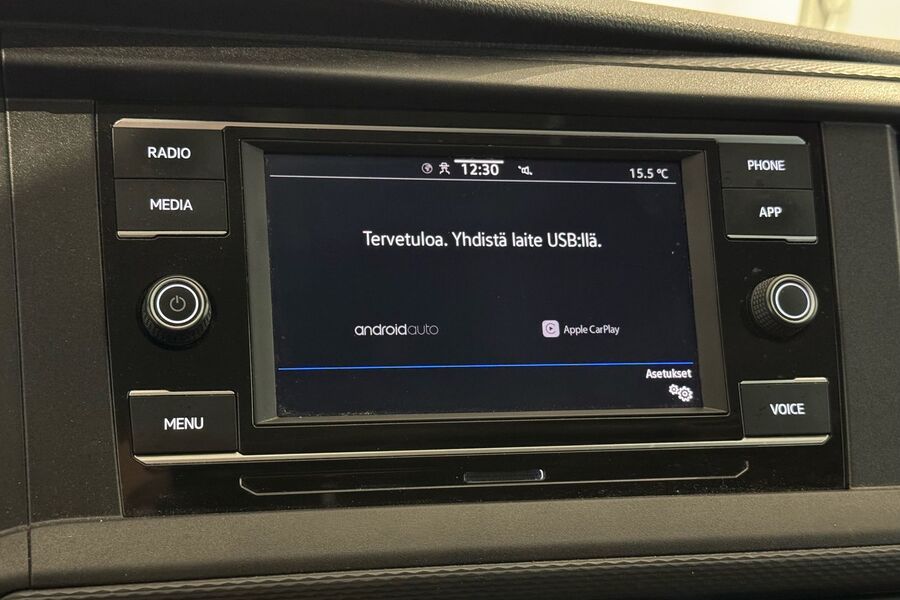 RADIO
MEDIA
MENU
12:30
15.5 °C
Tervetuloa. Yhdistä laite USB:llä.
androidauto
Apple CarPlay
Asetukset
PHONE
APP
VOICE